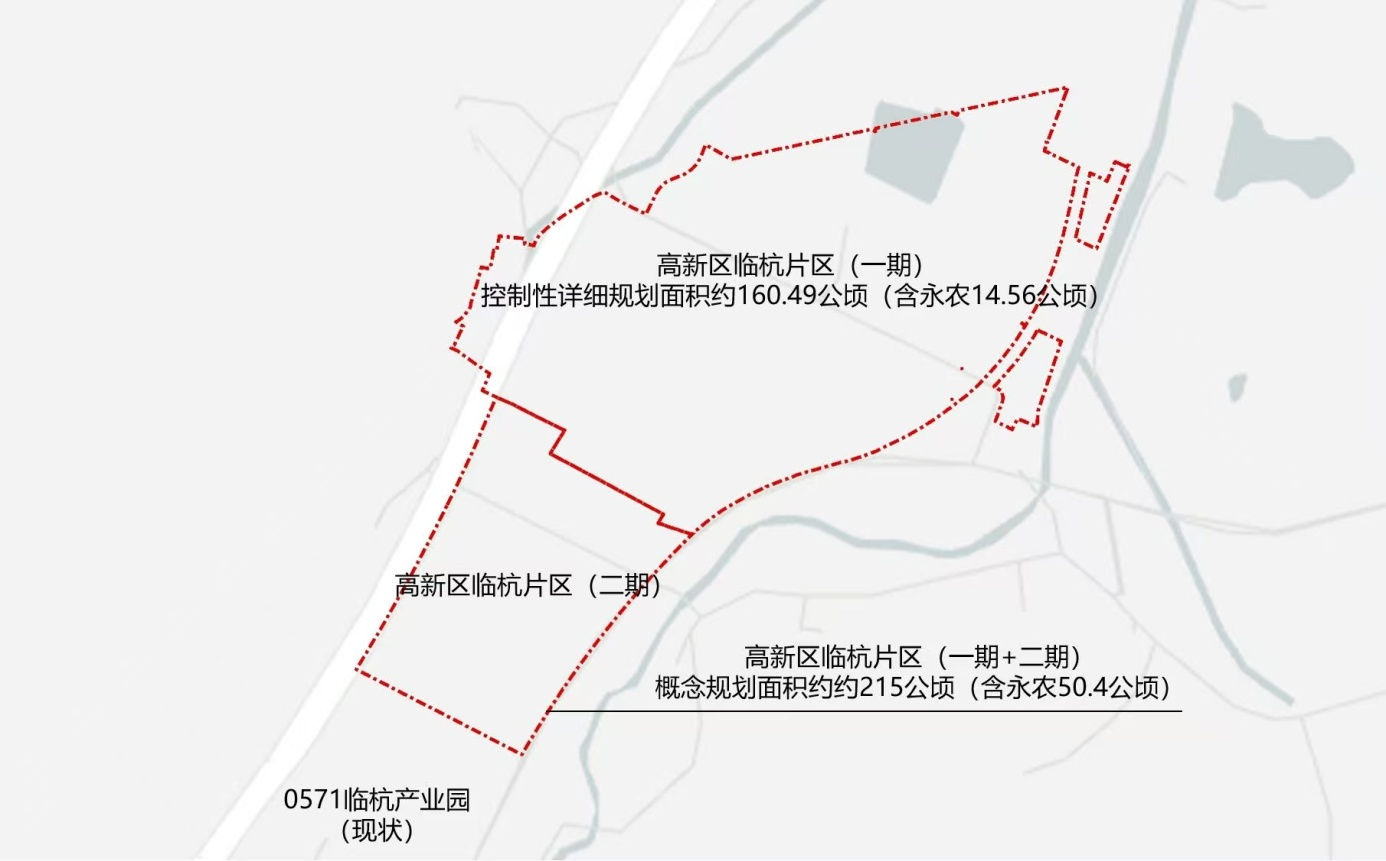 高新区临杭片区（一期）
控制性详细规划面积约160.49公顷（含永农14.56公顷）
高新区临杭片区（二期）
高新区临杭片区（一期+二期）
概念规划面积约约215公顷（含永农50.4公顷）
0571临杭产业园
（现状）